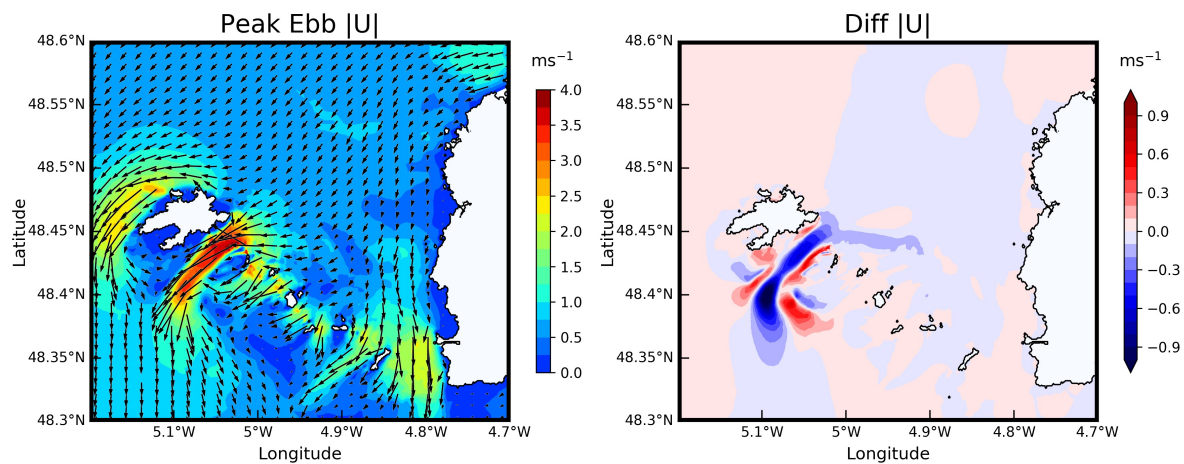 Peak Ebb |U|
48.6°N
48.55°N
48.5°N
48.45°N
48.4°N
48.35°N
48.3°N
Latitude
5.1°W
5°W
4.9°W
4.8°W
4.7°W
Longitude
ms⁻¹
4.0
3.5
3.0
2.5
2.0
1.5
1.0
0.5
0.0
Diff |U|
48.6°N
48.55°N
48.5°N
48.45°N
48.4°N
48.35°N
48.3°N
Latitude
5.1°W
5°W
4.9°W
4.8°W
4.7°W
Longitude
ms⁻¹
0.9
0.6
0.3
0.0
−0.3
−0.6
−0.9